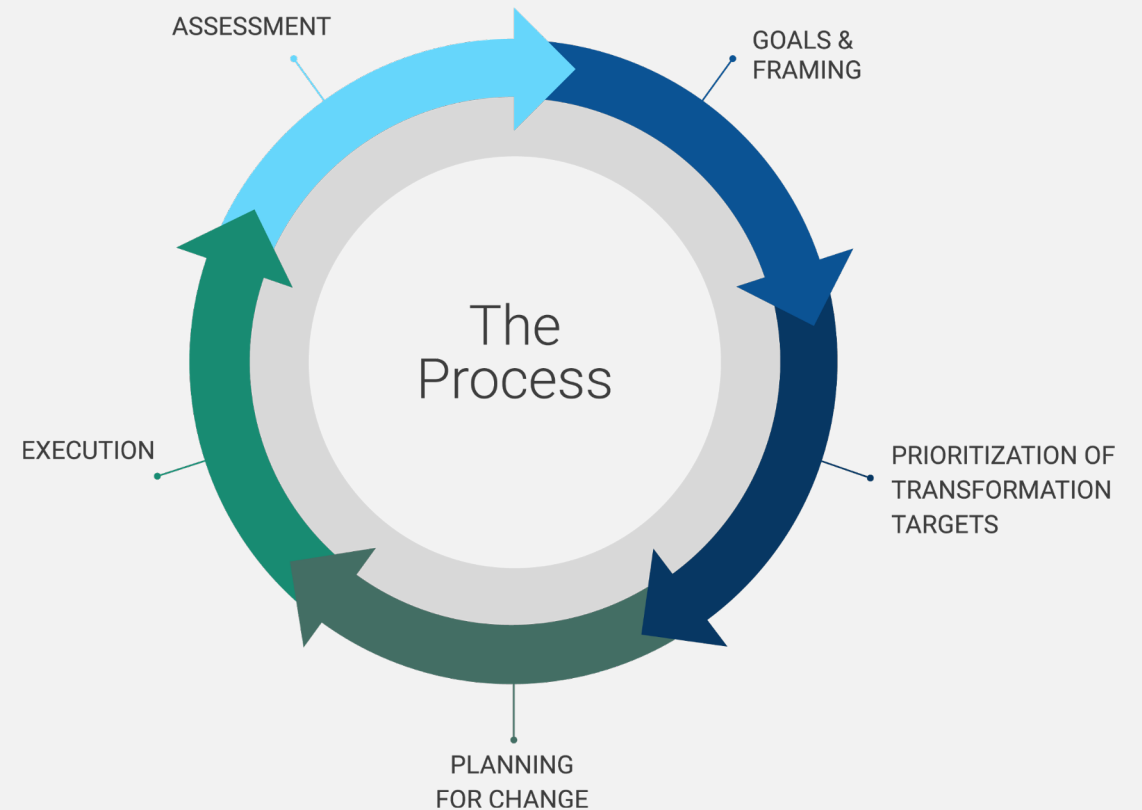 ASSESSMENT
GOALS &
FRAMING
The
Process
EXECUTION
PRIORITIZATION OF
TRANSFORMATION
TARGETS
PLANNING
FOR CHANGE